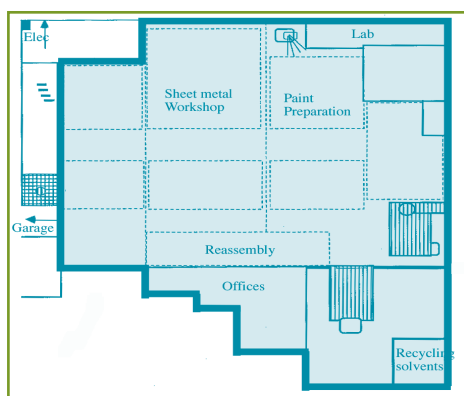 Elec
Lab
Sheet metal
Workshop
Paint
Preparation
Garage
Reassembly
Offices
Recycling
solvents